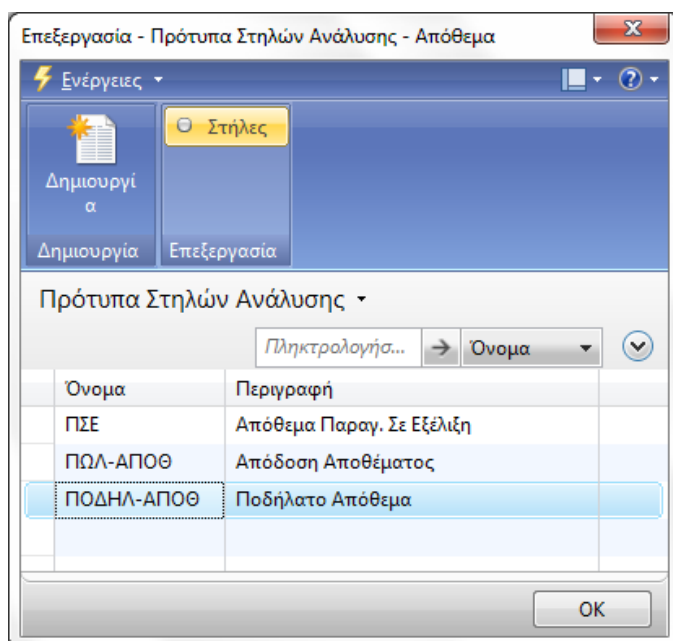 Επεξεργασία - Πρότυπα Στηλών Ανάλυσης - Απόθεμα
Ενέργειες
Στήλες
Δημιουργί
α
Δημιουργία Επεξεργασία
Πρότυπα Στηλών Ανάλυσης
Πληκτρολογήσ... Όνομα
Όνομα Περιγραφή
ΠΣΕ Απόθεμα Παραγ. Σε Εξέλιξη
ΠΩΛ-ΑΠΟΘ Απόδοση Αποθέματος
ΠΟΔΗΛ-ΑΠΟΘ Ποδήλατο Απόθεμα
OK